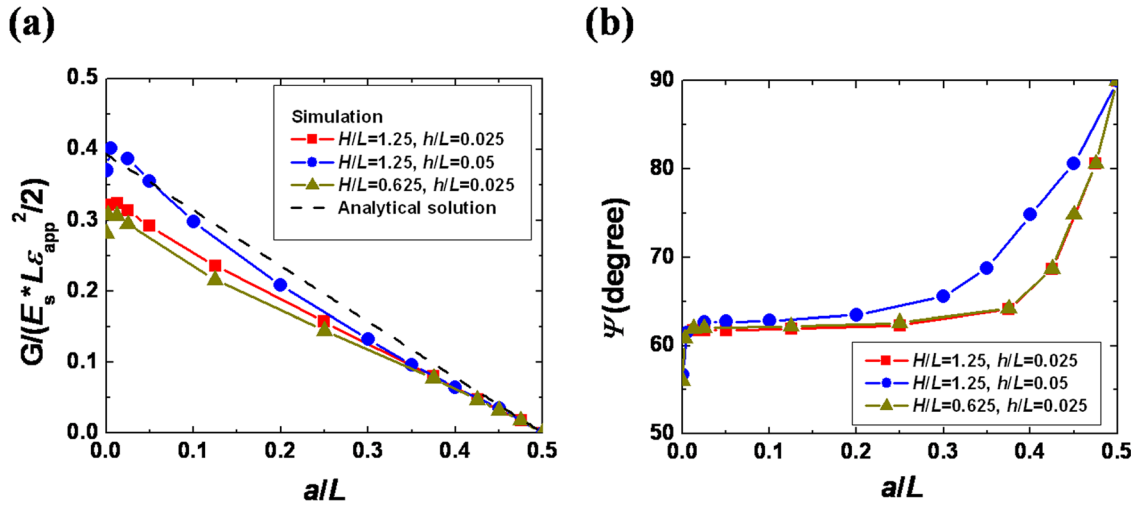 (a)
(b)
0.5
0.4
0.3
0.2
0.1
0.0
G/(E_s*Lε_app^2/2)
Simulation
H/L=1.25, h/L=0.025
H/L=1.25, h/L=0.05
H/L=0.625, h/L=0.025
Analytical solution
0.0 0.1 0.2 0.3 0.4 0.5
a/L
90
80
70
60
50
Ψ(degree)
H/L=1.25, h/L=0.025
H/L=1.25, h/L=0.05
H/L=0.625, h/L=0.025
0.0 0.1 0.2 0.3 0.4 0.5
a/L